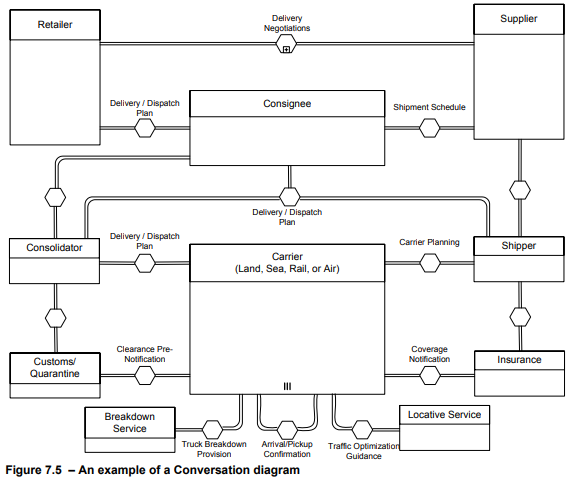 Retailer
Delivery
Negotiations
Supplier
Delivery / Dispatch
Plan
Consignee
Shipment Schedule
Delivery / Dispatch
Plan
Consolidator
Delivery / Dispatch
Plan
Carrier
(Land, Sea, Rail, or Air)
Carrier Planning
Shipper
Customs/
Quarantine
Clearance Pre-
Notification
Coverage
Notification
Insurance
Breakdown
Service
Truck Breakdown
Provision
Arrival/Pickup
Confirmation
Traffic Optimization
Guidance
Locative Service
Figure 7.5 – An example of a Conversation diagram